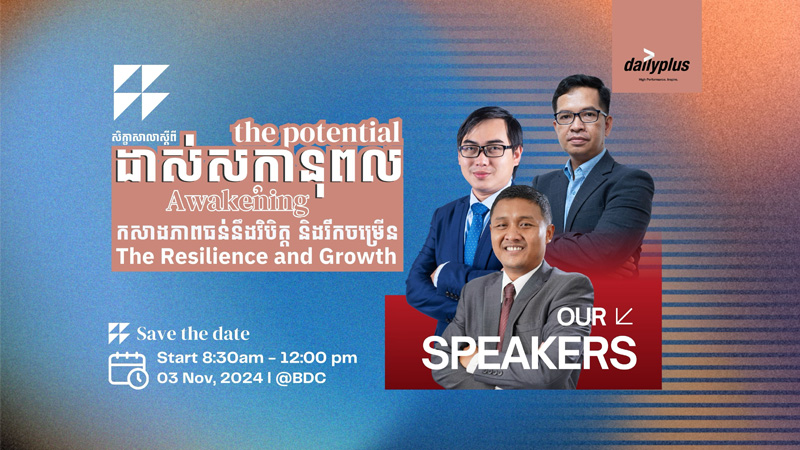 dailyplus
High Performance. Inspire.
សិក្ខាសាលាស្ដីពី
the potential
ដាស់សក្ដានុពល
Awakening
កសាងភាពធន់នឹងវិបត្តិ និងរីកចម្រើន
The Resilience and Growth
Save the date
Start 8:30am - 12:00 pm
03 Nov, 2024 | @BDC
OUR
SPEAKERS